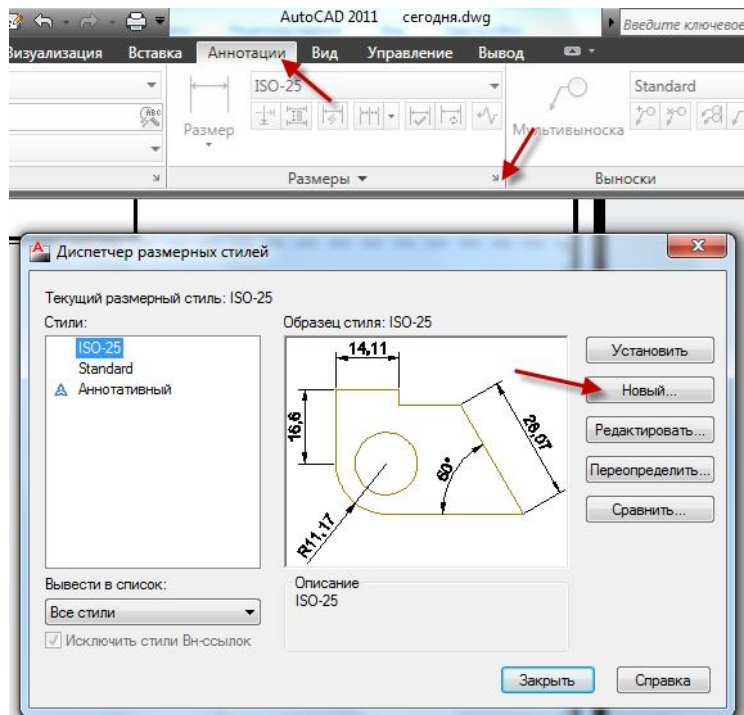 AutoCAD 2011 сегодня.dwg
Введите ключевое
Визуализация Вставка Аннотации Вид Управление Вывод
ISO-25
Standard
ABC
Размер
Мультивыноска
Размеры
Выноски
Диспетчер размерных стилей
Текущий размерный стиль: ISO-25
Стили:
ISO-25
Standard
Аннотативный
Образец стиля: ISO-25
14,11
16,6
28,07
60°
R11,17
Установить
Новый...
Редактировать...
Переопределить...
Сравнить...
Вывести в список:
Все стили
Исключить стили Вн-ссылок
Описание
ISO-25
Закрыть
Справка